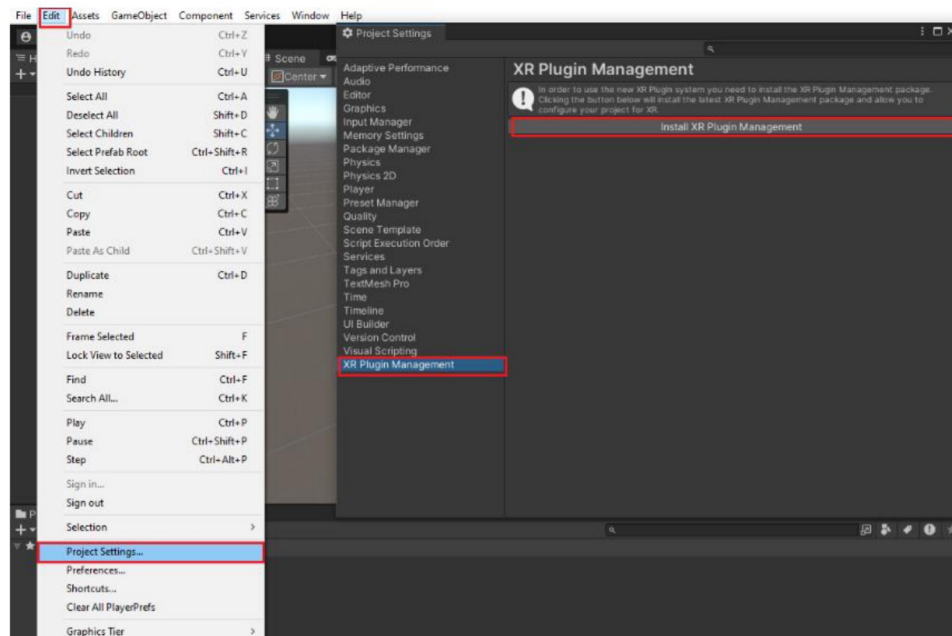 File Edit Assets GameObject Component Services Window Help
Undo Ctrl+Z
Redo Ctrl+Y
Undo History Ctrl+U
Select All Ctrl+A
Deselect All Shift+D
Select Children Shift+C
Select Prefab Root Ctrl+Shift+R
Invert Selection Ctrl+I
Cut Ctrl+X
Copy Ctrl+C
Paste Ctrl+V
Paste As Child Ctrl+Shift+V
Duplicate Ctrl+D
Rename
Delete
Frame Selected F
Lock View to Selected Shift+F
Find Ctrl+F
Search All... Ctrl+K
Play Ctrl+P
Pause Ctrl+Shift+P
Step Ctrl+Alt+P
Sign in...
Sign out
Selection
Project Settings...
Preferences...
Shortcuts...
Clear All PlayerPrefs
Graphics Tier
Scene
Center
Project Settings
Adaptive Performance
Audio
Editor
Graphics
Input Manager
Memory Settings
Package Manager
Physics
Physics 2D
Player
Preset Manager
Quality
Scene Template
Script Execution Order
Services
Tags and Layers
TextMesh Pro
Time
Timeline
UI Builder
Version Control
Visual Scripting
XR Plugin Management
XR Plugin Management
In order to use the new XR Plugin system you need to install the XR Plugin Management package.
Clicking the button below will install the latest XR Plugin Management package and allow you to
configure your project for XR.
Install XR Plugin Management